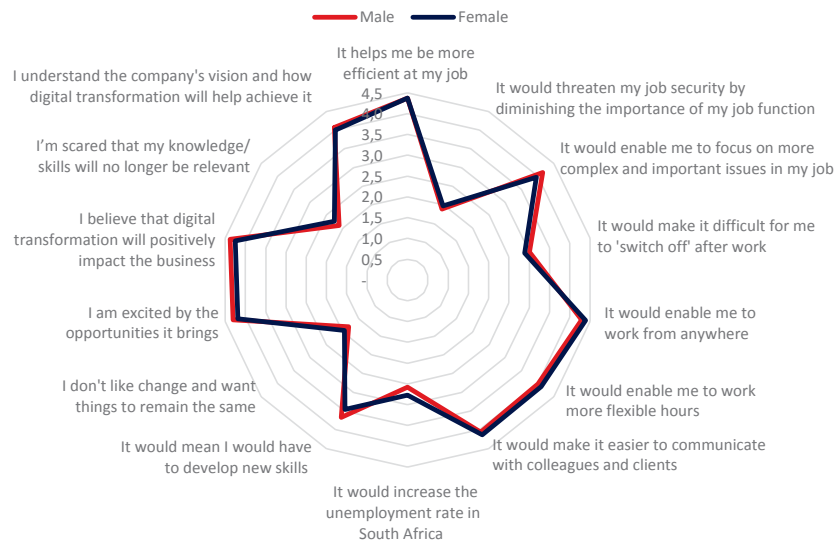 Male
Female
It helps me be more
efficient at my job
It would threaten my job security by
diminishing the importance of my job function
It would enable me to focus on more
complex and important issues in my job
It would make it difficult for me
to 'switch off' after work
It would enable me to
work from anywhere
It would enable me to work
more flexible hours
It would make it easier to communicate
with colleagues and clients
It would increase the
unemployment rate in
South Africa
It would mean I would have
to develop new skills
I don't like change and want
things to remain the same
I am excited by the
opportunities it brings
I believe that digital
transformation will positively
impact the business
I’m scared that my knowledge/
skills will no longer be relevant
I understand the company's vision and how
digital transformation will help achieve it
4,5
4,0
3,5
3,0
2,5
2,0
1,5
1,0
0,5
-